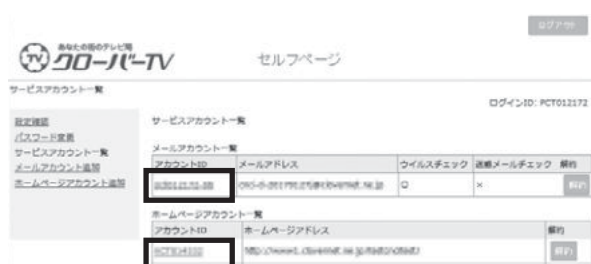 ログアウト
あなたの街のテレビ局
クローバーTV
セルフページ
サービスアカウント一覧
ログインID: PCT012172
設定確認
パスワード変更
サービスアカウント一覧
メールアカウント追加
ホームページアカウント追加
サービスアカウント一覧
メールアカウント一覧
アカウントID メールアドレス ウイルスチェック 迷惑メールチェック 解約
○ × 解約
ホームページアカウント一覧
アカウントID ホームページアドレス 解約
解約